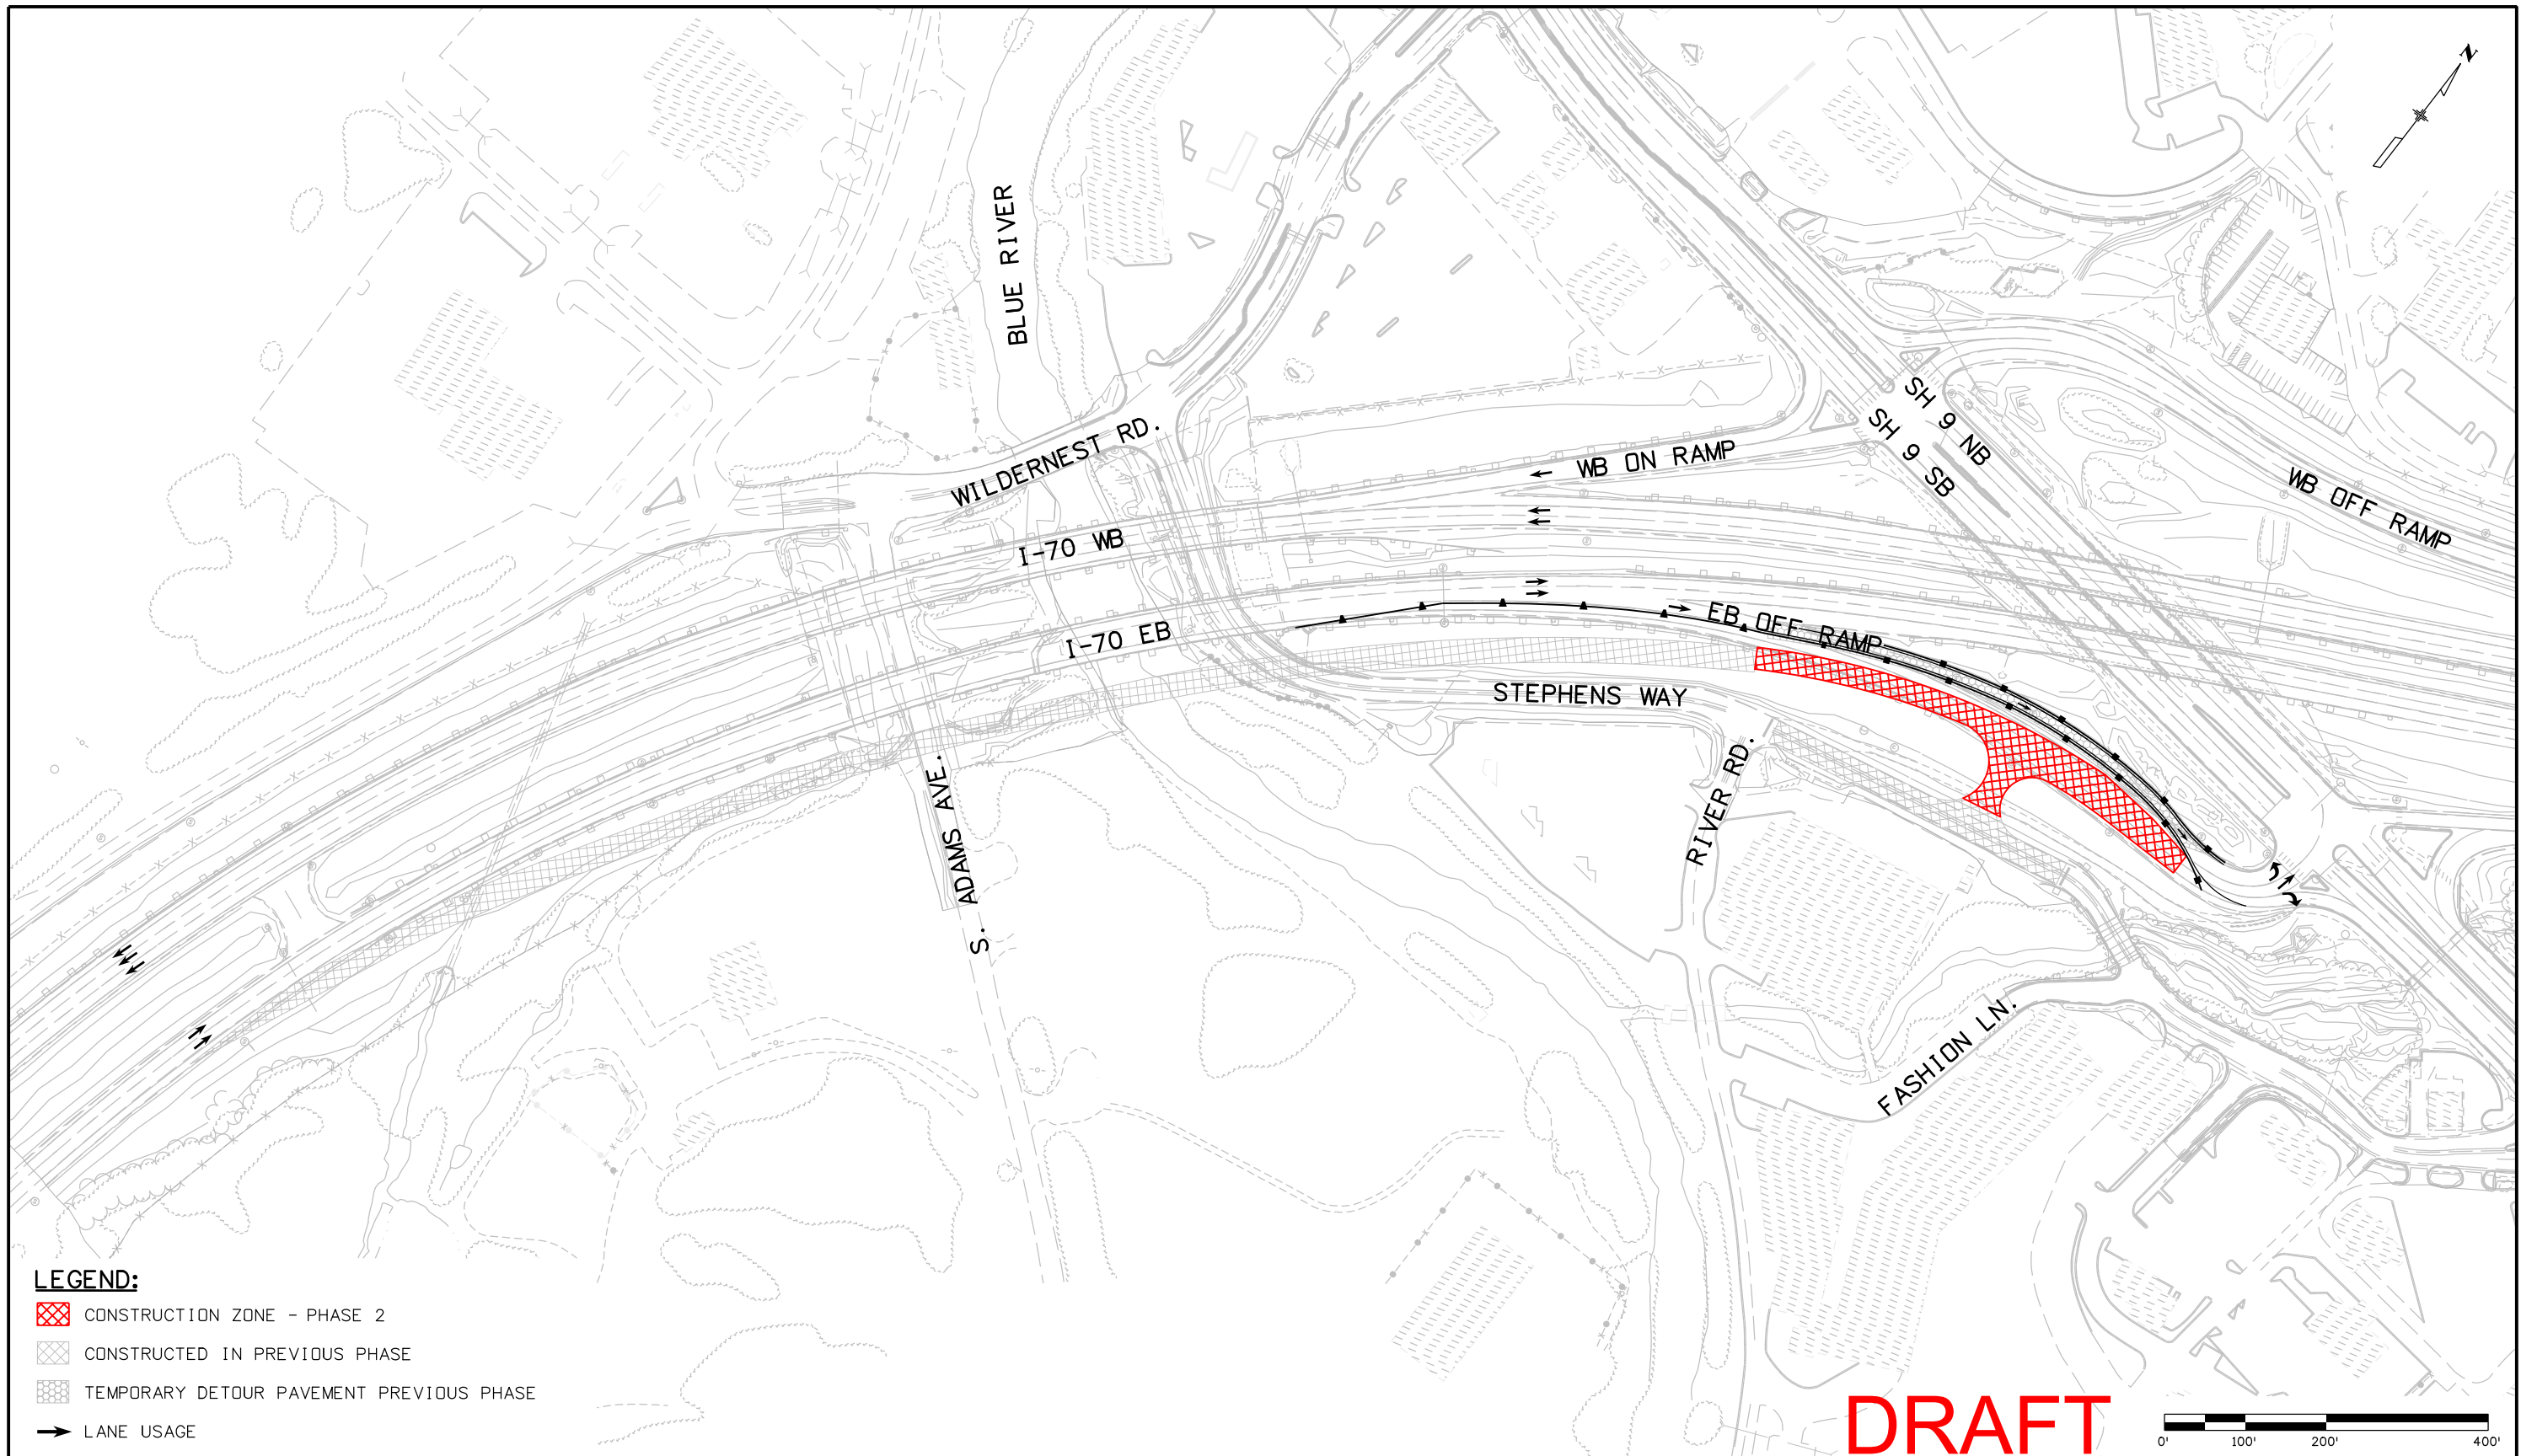 N
BLUE RIVER
WILDERNEST RD.
SH 9 NB
SH 9 SB
WB ON RAMP
WB OFF RAMP
I-70 WB
I-70 EB
EB OFF RAMP
STEPHENS WAY
RIVER RD.
S. ADAMS AVE.
FASHION LN.
LEGEND:
CONSTRUCTION ZONE - PHASE 2
CONSTRUCTED IN PREVIOUS PHASE
TEMPORARY DETOUR PAVEMENT PREVIOUS PHASE
LANE USAGE
DRAFT
0' 100' 200' 400'